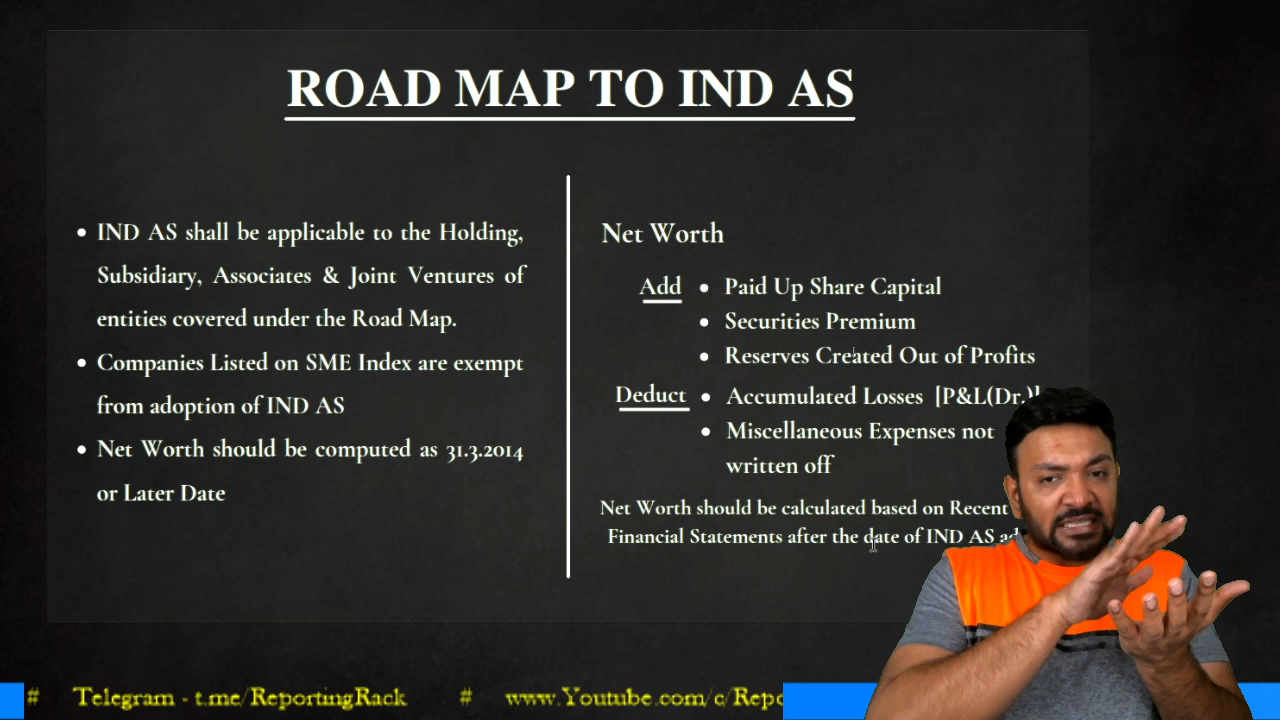 ROAD MAP TO IND AS
IND AS shall be applicable to the Holding,
Subsidiary, Associates & Joint Ventures of
entities covered under the Road Map.
Companies Listed on SME Index are exempt
from adoption of IND AS
Net Worth should be computed as 31.3.2014
or Later Date
Net Worth
Add
Paid Up Share Capital
Securities Premium
Reserves Created Out of Profits
Deduct
Accumulated Losses [P&L(Dr.)]
Miscellaneous Expenses not
written off
Net Worth should be calculated based on Recent
Financial Statements after the date of IND AS
# Telegram - t.me/ReportingRack # www.Youtube.com/c/Repo